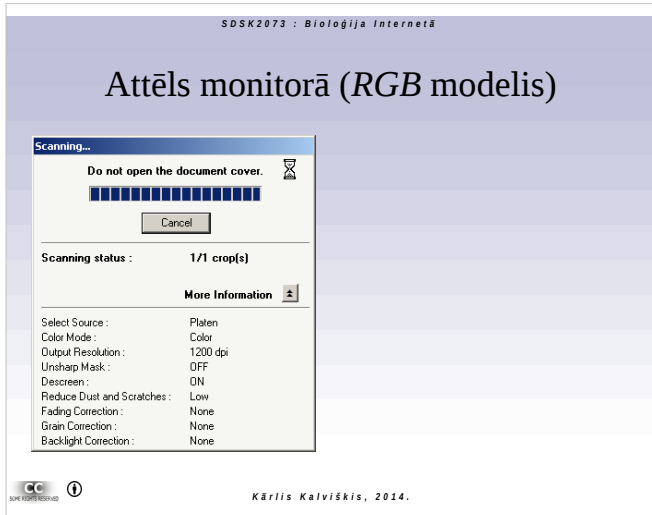 SDSK2073 : Bioloģija Internetā
Attēls monitorā (RGB modelis)
Scanning...
Do not open the document cover.
Cancel
Scanning status : 1/1 crop(s)
More Information
Select Source : Platen
Color Mode : Color
Output Resolution : 1200 dpi
Unsharp Mask : OFF
Descreen : ON
Reduce Dust and Scratches : Low
Fading Correction : None
Grain Correction : None
Backlight Correction : None
CC
SOME RIGHTS RESERVED
Kārlis Kalviškis, 2014.